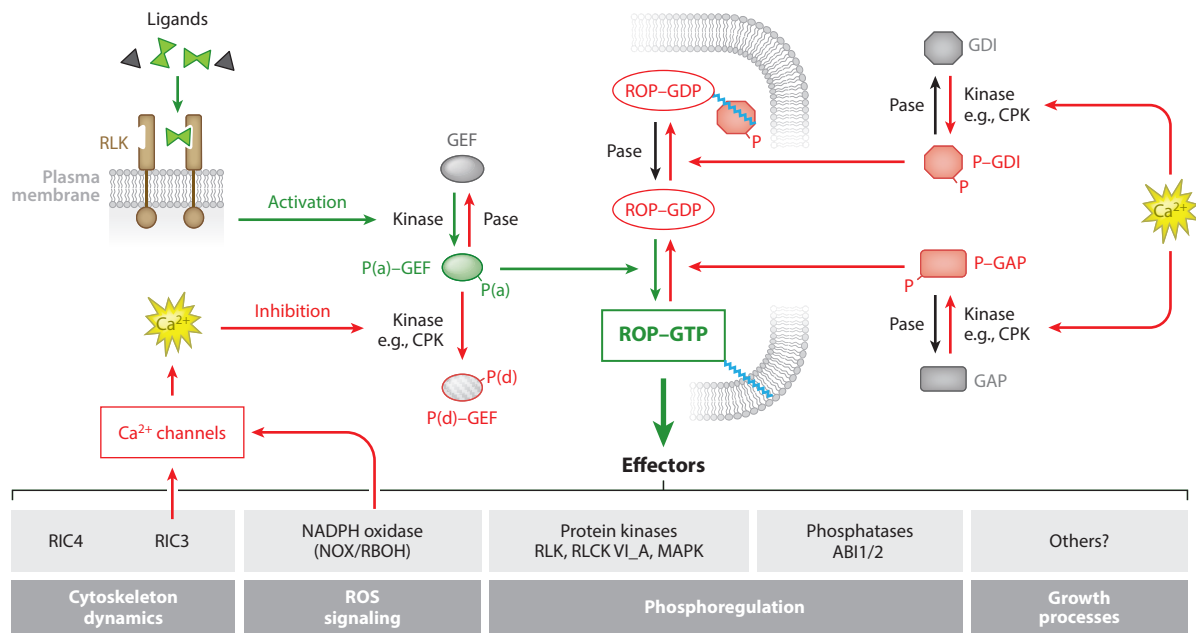 Ligands
RLK
Plasma
membrane
Activation
GEF
Kinase
Pase
P(a)–GEF
P(a)
Ca²⁺
Inhibition
Kinase
e.g., CPK
P(d)
P(d)–GEF
Ca²⁺ channels
ROP–GDP
P
Pase
ROP–GDP
ROP–GTP
Effectors
GDI
Pase
Kinase
e.g., CPK
P–GDI
P
Ca²⁺
P–GAP
P
Pase
Kinase
e.g., CPK
GAP
RIC4
RIC3
NADPH oxidase
(NOX/RBOH)
Protein kinases
RLK, RLCK VI_A, MAPK
Phosphatases
ABI1/2
Others?
Cytoskeleton
dynamics
ROS
signaling
Phosphoregulation
Growth
processes